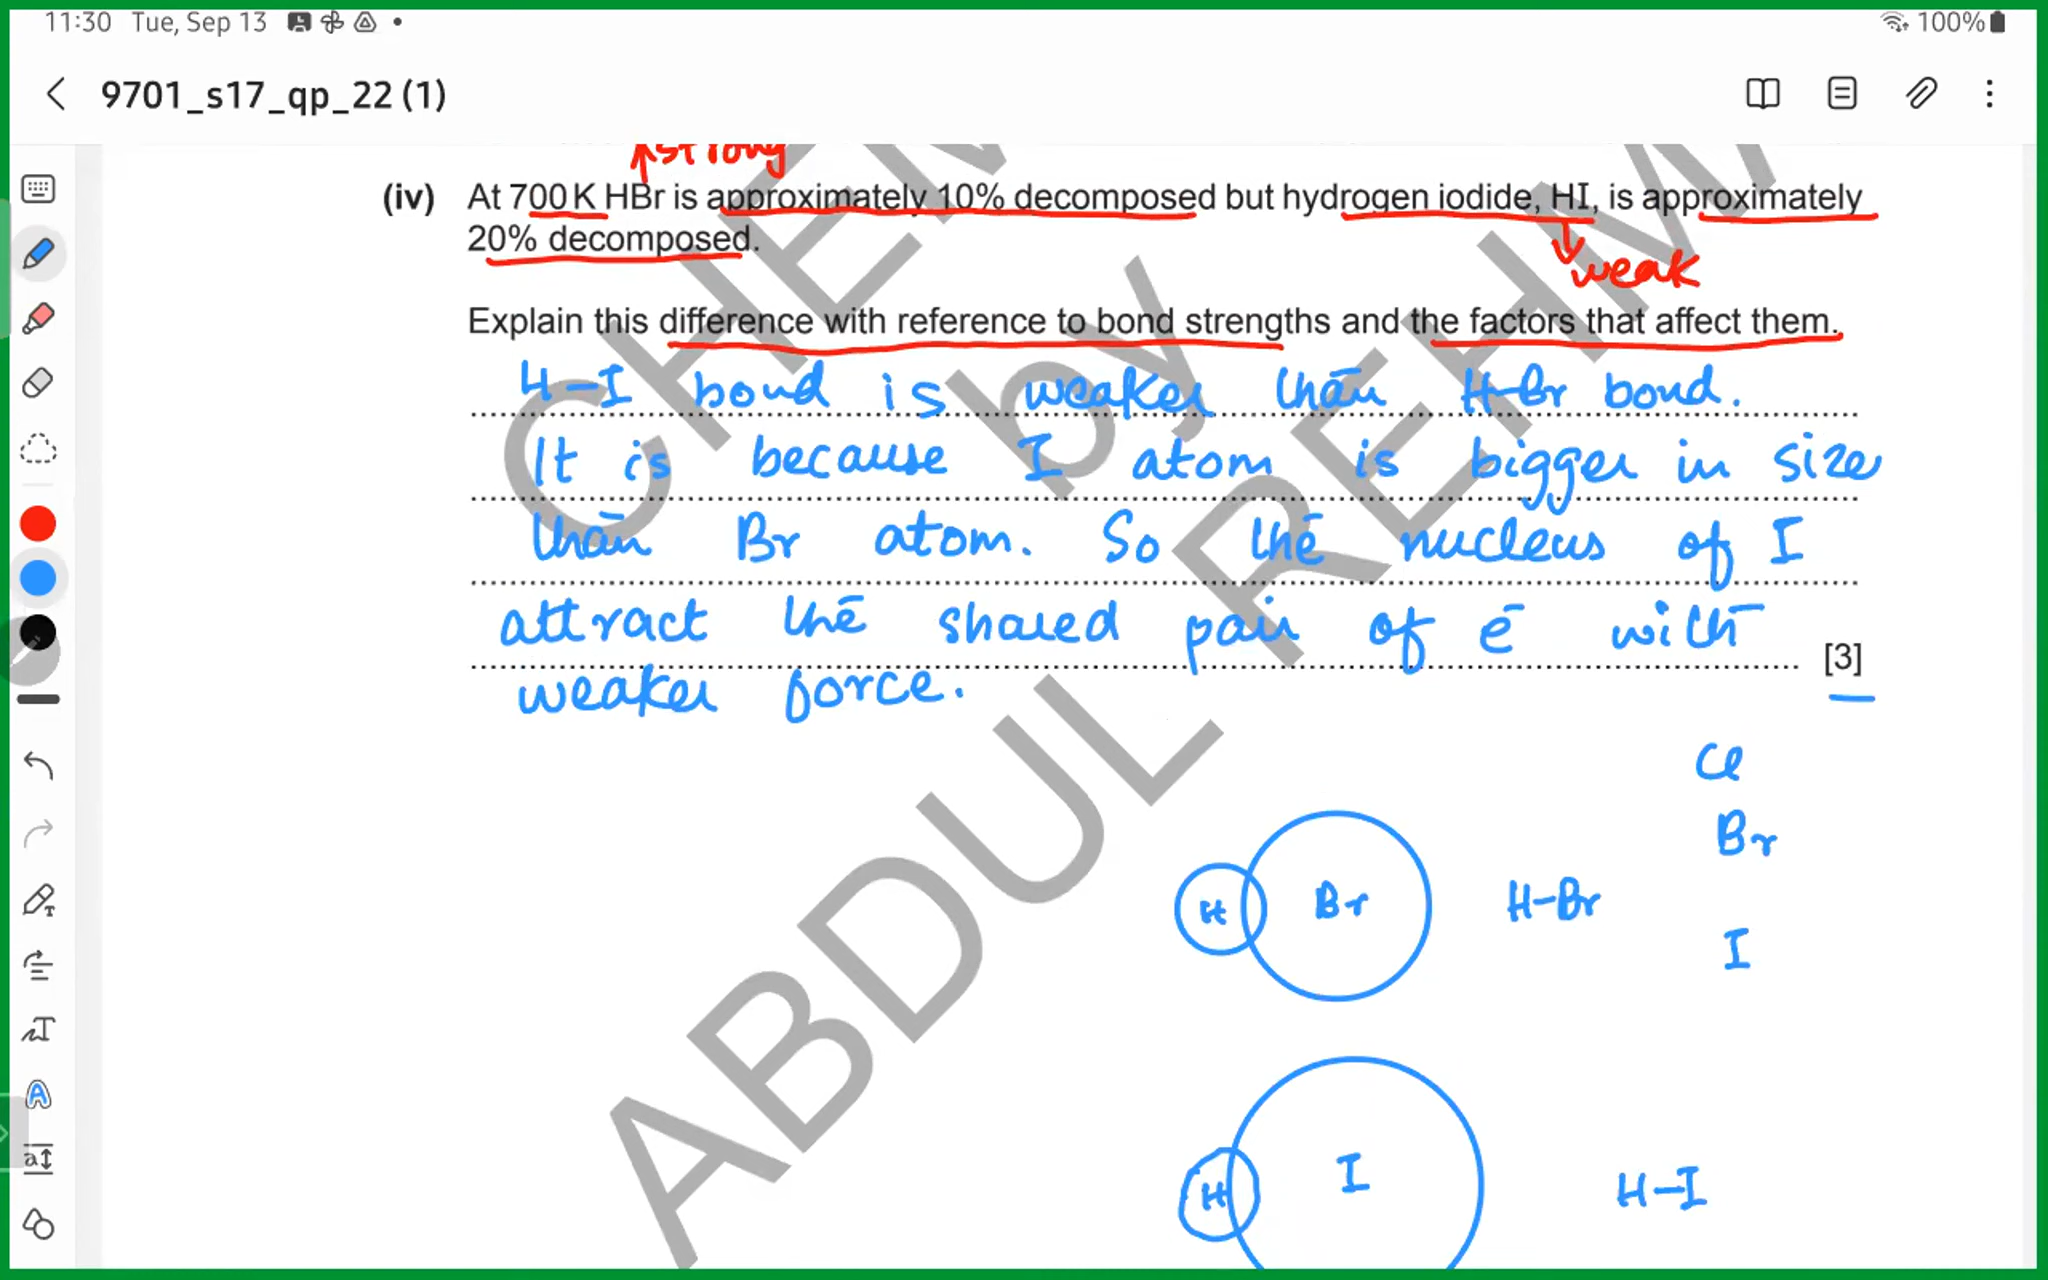 11:30 Tue, Sep 13
100%
9701_s17_qp_22 (1)
strong
(iv) At 700 K HBr is approximately 10% decomposed but hydrogen iodide, HI, is approximately
20% decomposed.
weak
Explain this difference with reference to bond strengths and the factors that affect them.
H-I bond is weaker than H-Br bond.
It is because I atom is bigger in size
than Br atom. So the nucleus of I
attract the shared pair of ē with
[3]
weaker force.
Cl
Br
H Br H-Br
I
H I H-I
CHEM
by
ABDUL REHM